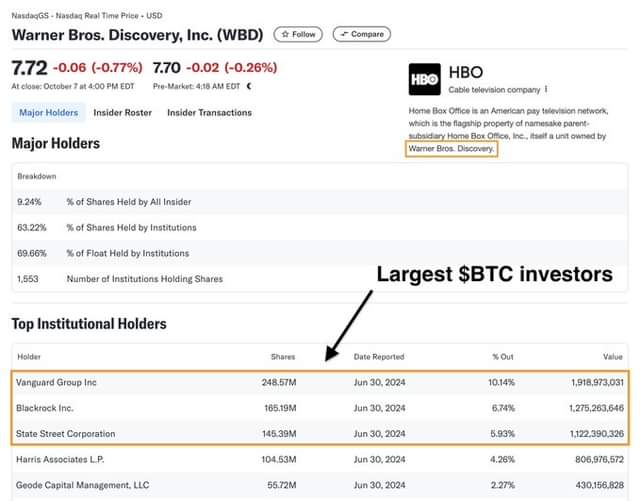 NasdaqGS - Nasdaq Real Time Price • USD
Warner Bros. Discovery, Inc. (WBD)
☆ Follow
Compare
7.72 -0.06 (-0.77%) 7.70 -0.02 (-0.26%)
At close: October 7 at 4:00 PM EDT Pre-Market: 4:18 AM EDT
HBO
HBO
Cable television company
Home Box Office is an American pay television network,
which is the flagship property of namesake parent-
subsidiary Home Box Office, Inc., itself a unit owned by
Warner Bros. Discovery.
Major Holders Insider Roster Insider Transactions
Major Holders
Breakdown
9.24% % of Shares Held by All Insider
63.22% % of Shares Held by Institutions
69.66% % of Float Held by Institutions
1,553 Number of Institutions Holding Shares
Largest $BTC investors
Top Institutional Holders
Holder Shares Date Reported % Out Value
Vanguard Group Inc 248.57M Jun 30, 2024 10.14% 1,918,973,031
Blackrock Inc. 165.19M Jun 30, 2024 6.74% 1,275,263,646
State Street Corporation 145.39M Jun 30, 2024 5.93% 1,122,390,326
Harris Associates L.P. 104.53M Jun 30, 2024 4.26% 806,976,572
Geode Capital Management, LLC 55.72M Jun 30, 2024 2.27% 430,156,828